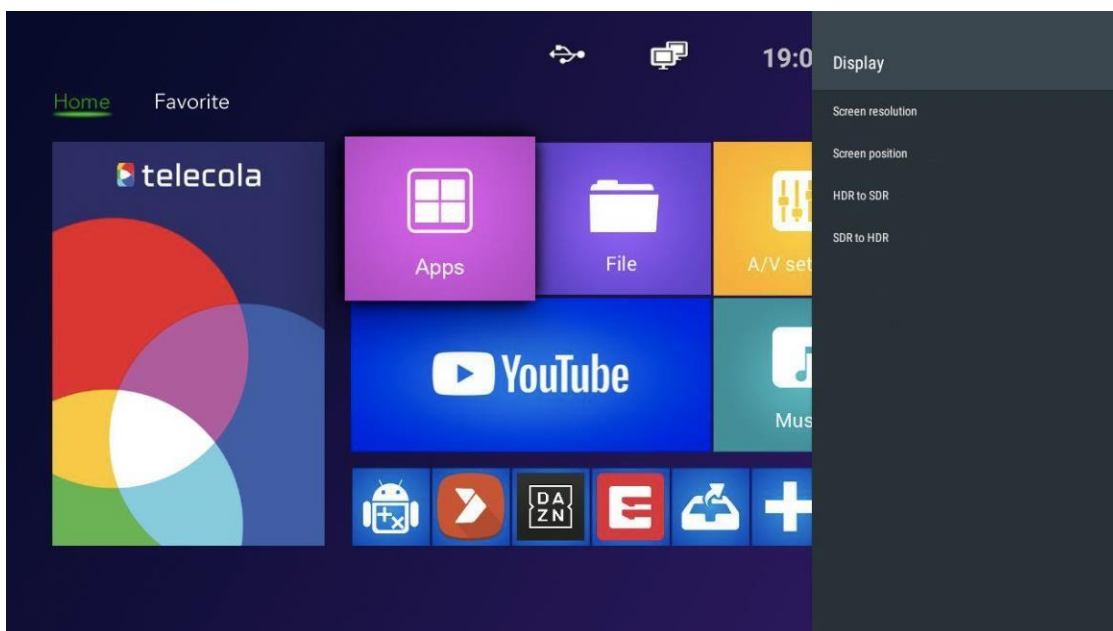 19:0
Display
Home Favorite
Screen resolution
Screen position
HDR to SDR
SDR to HDR
telecola
Apps
File
A/V set
YouTube
Mus
DA
ZN
E